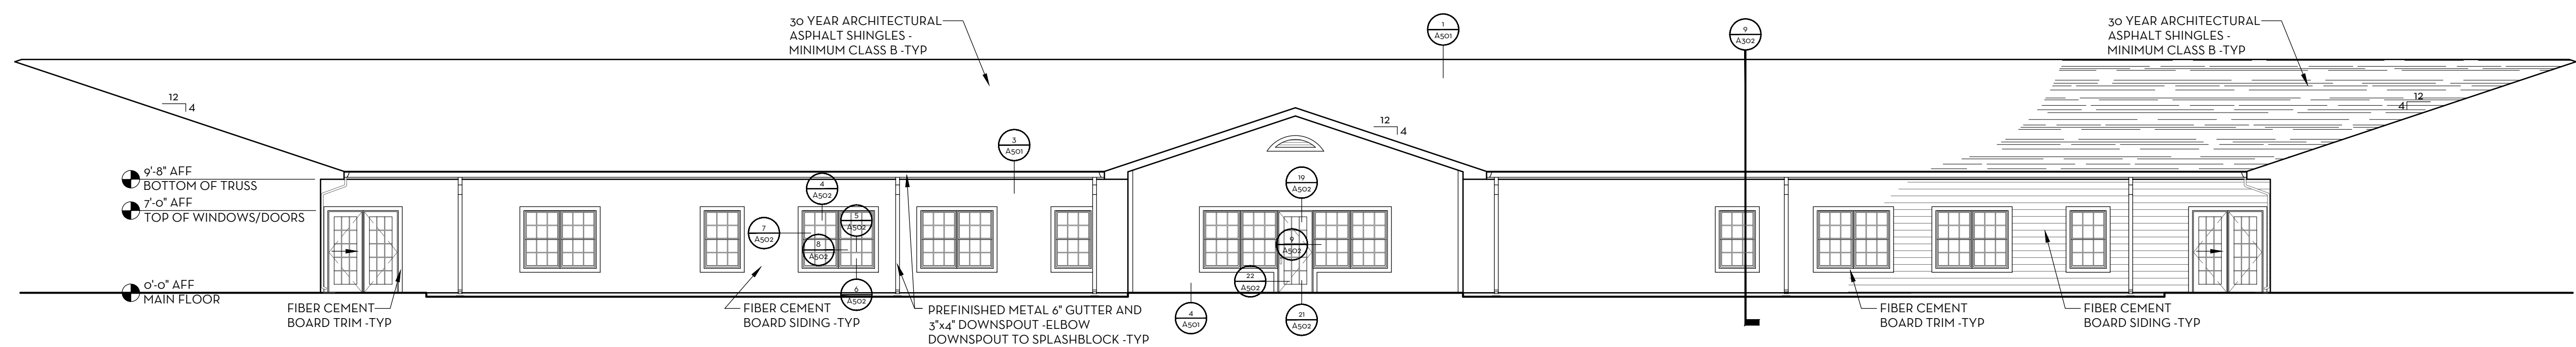 30 YEAR ARCHITECTURAL
ASPHALT SHINGLES -
MINIMUM CLASS B -TYP
1
A501
9
A302
30 YEAR ARCHITECTURAL
ASPHALT SHINGLES -
MINIMUM CLASS B -TYP
12
4
12
4
12
4
3
A501
9'-8" AFF
BOTTOM OF TRUSS
7'-0" AFF
TOP OF WINDOWS/DOORS
0'-0" AFF
MAIN FLOOR
4
A502
5
A502
7
A502
8
A502
6
A502
19
A502
9
A502
22
A502
21
A502
4
A501
FIBER CEMENT
BOARD TRIM -TYP
FIBER CEMENT
BOARD SIDING -TYP
PREFINISHED METAL 6" GUTTER AND
3"x4" DOWNSPOUT -ELBOW
DOWNSPOUT TO SPLASHBLOCK -TYP
FIBER CEMENT
BOARD TRIM -TYP
FIBER CEMENT
BOARD SIDING -TYP